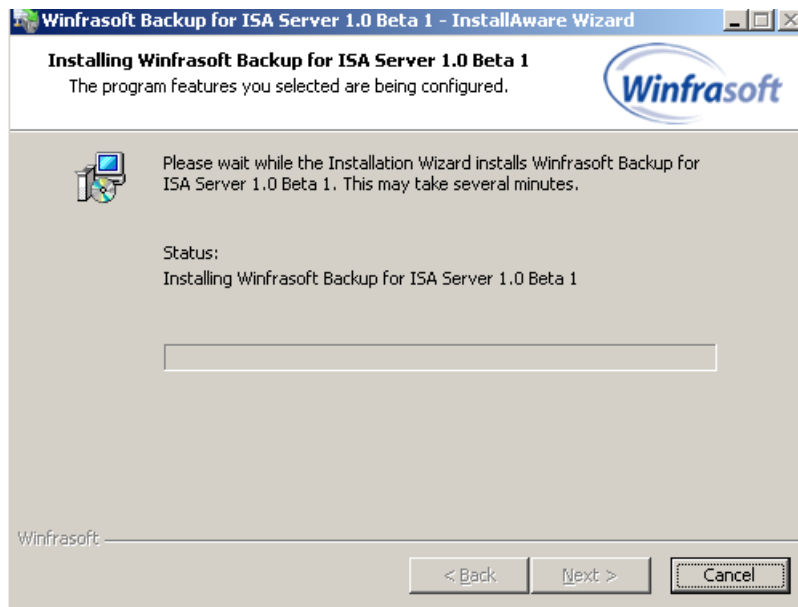 Winfrasoft Backup for ISA Server 1.0 Beta 1 - InstallAware Wizard
Installing Winfrasoft Backup for ISA Server 1.0 Beta 1
The program features you selected are being configured.
Winfrasoft
Please wait while the Installation Wizard installs Winfrasoft Backup for
ISA Server 1.0 Beta 1. This may take several minutes.
Status:
Installing Winfrasoft Backup for ISA Server 1.0 Beta 1
Winfrasoft
< Back
Next >
Cancel